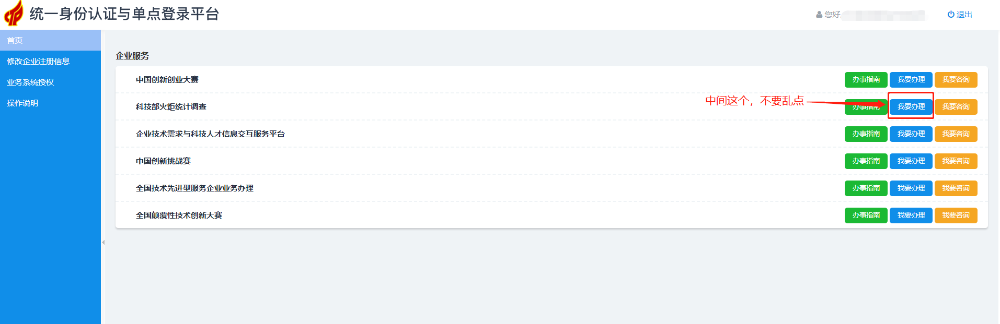 统一身份认证与单点登录平台
您好,
退出
首页
修改企业注册信息
业务系统授权
操作说明
企业服务
中国创新创业大赛
办事指南 我要办理 我要咨询
科技部火炬统计调查
中间这个，不要乱点
办事指南 我要办理 我要咨询
企业技术需求与科技人才信息交互服务平台
办事指南 我要办理 我要咨询
中国创新挑战赛
办事指南 我要办理 我要咨询
全国技术先进型服务企业业务办理
办事指南 我要办理 我要咨询
全国颠覆性技术创新大赛
办事指南 我要办理 我要咨询